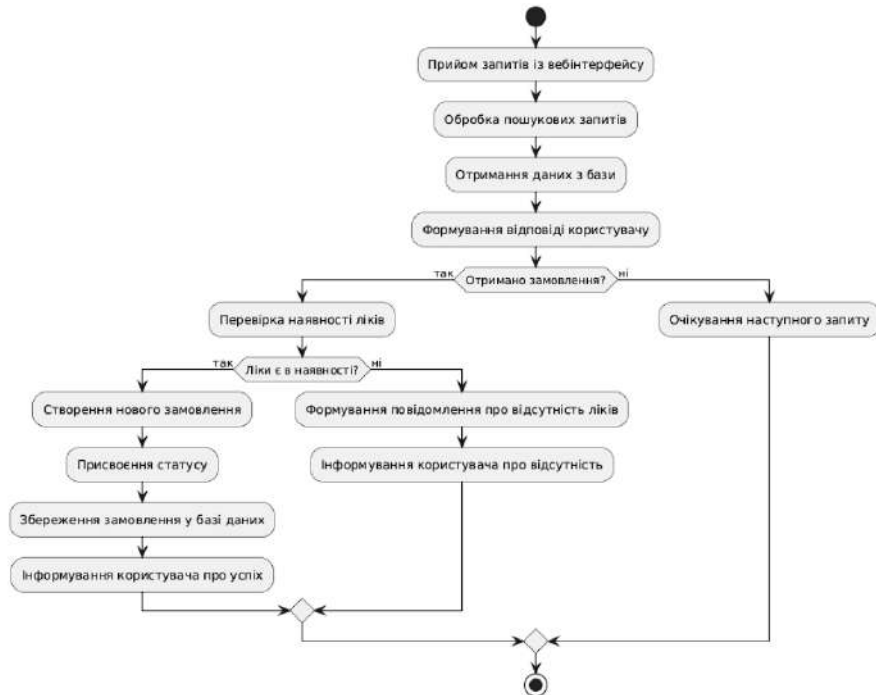 Прийом запитів із вебінтерфейсу
Обробка пошукових запитів
Отримання даних з бази
Формування відповіді користувачу
так
Отримано замовлення?
ні
Перевірка наявності ліків
Очікування наступного запиту
так
Ліки є в наявності?
ні
Створення нового замовлення
Формування повідомлення про відсутність ліків
Присвоєння статусу
Інформування користувача про відсутність
Збереження замовлення у базі даних
Інформування користувача про успіх